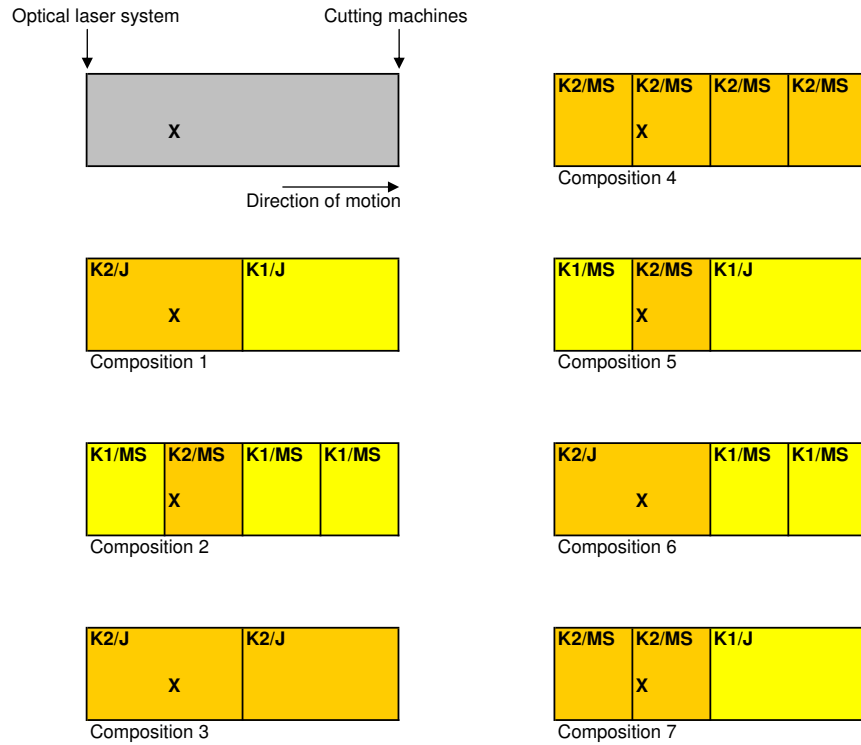 Optical laser system
Cutting machines
X
Direction of motion
K2/J K1/J
X
Composition 1
K1/MS K2/MS K1/MS K1/MS
X
Composition 2
K2/J K2/J
X
Composition 3
K2/MS K2/MS K2/MS K2/MS
X
Composition 4
K1/MS K2/MS K1/J
X
Composition 5
K2/J K1/MS K1/MS
X
Composition 6
K2/MS K2/MS K1/J
X
Composition 7